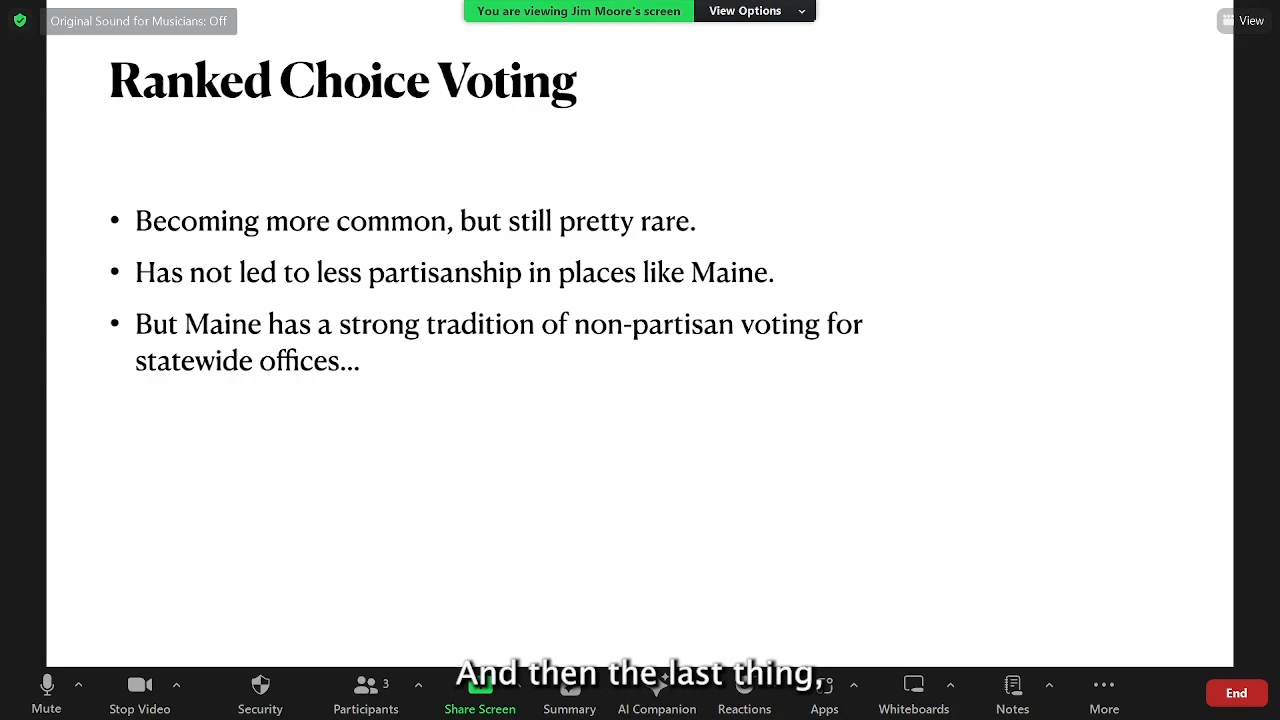 Original Sound for Musicians: Off
You are viewing Jim Moore's screen
View Options
View
Ranked Choice Voting
• Becoming more common, but still pretty rare.
• Has not led to less partisanship in places like Maine.
• But Maine has a strong tradition of non-partisan voting for
statewide offices...
And then the last thing,
3
Mute
Stop Video
Security
Participants
Share Screen
Summary
AI Companion
Reactions
Apps
Whiteboards
Notes
More
End